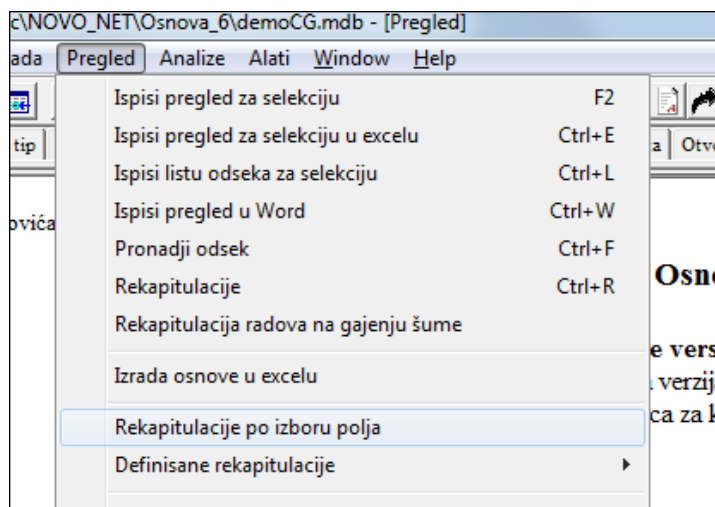 c\NOVO_NET\Osnova_6\demoCG.mdb - [Pregled]
ada Pregled Analize Alati Window Help
tip
a Otvo
Ispisi pregled za selekciju F2
Ispisi pregled za selekciju u excelu Ctrl+E
Ispisi listu odseka za selekciju Ctrl+L
Ispisi pregled u Word Ctrl+W
ovića
Pronadji odsek Ctrl+F
Rekapitulacije Ctrl+R
Osno
Rekapitulacija radova na gajenju šume
e vers
Izrada osnove u excelu
verzij
ca za k
Rekapitulacije po izboru polja
Definisane rekapitulacije